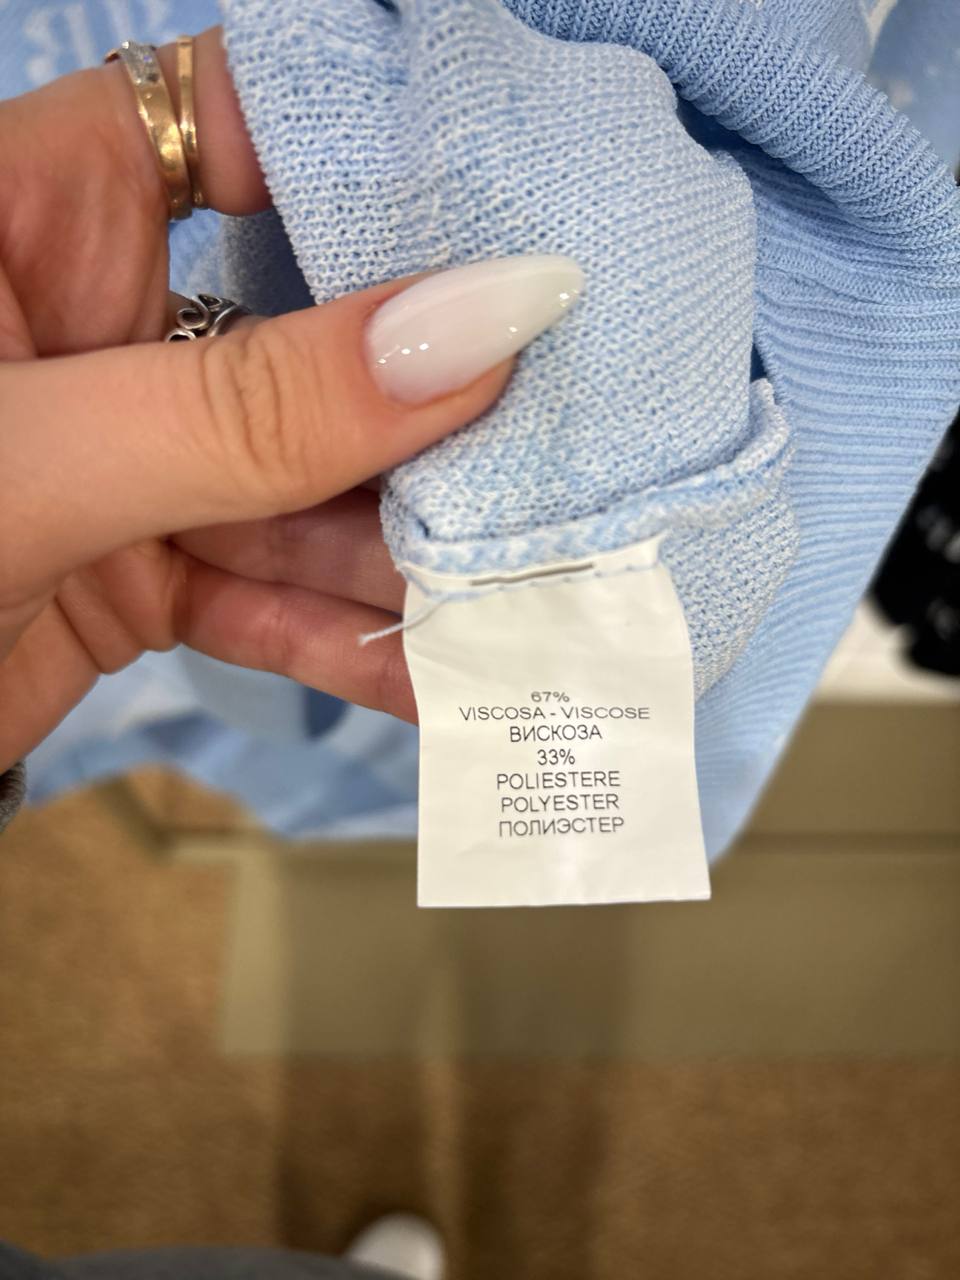 67%
VISCOSA - VISCOSE
ВИСКОЗА
33%
POLIESTERE
POLYESTER
ПОЛИЭСТЕР